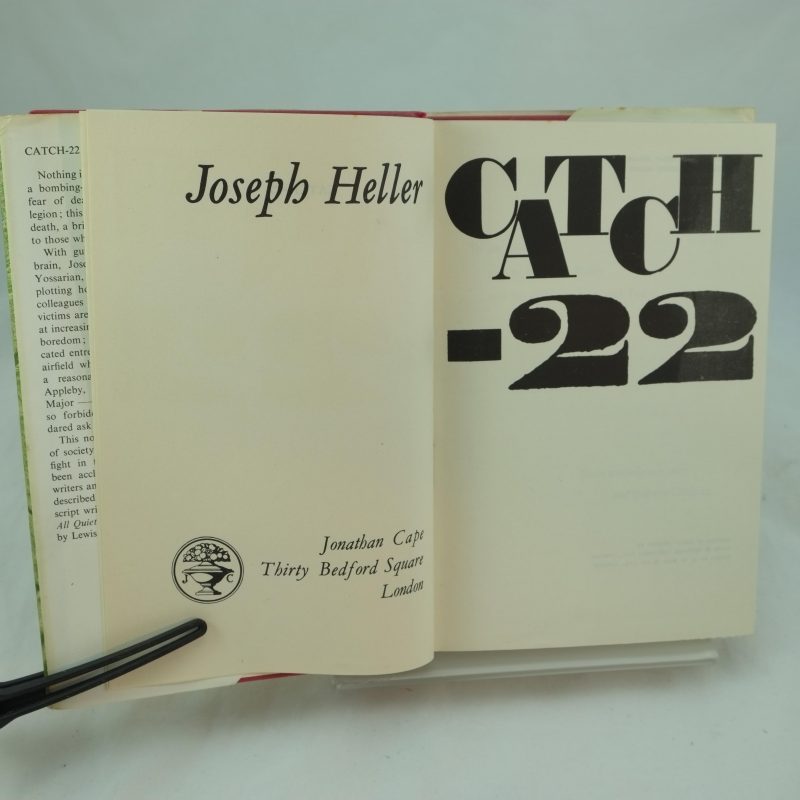 CATCH-22
Nothing i
a bombing-
fear of dea
legion; this
death, a bri
to those wh
With gu
brain, Jose
Yossarian,
plotting he
colleagues
victims are
at increasin
boredom;
cated entre
airfield wh
a reasona
Appleby,
Major —
so forbid
dared ask
This no
of society
fight in t
been accl
writers an
described
script wri
All Quiet
by Lewis
Joseph Heller
J C
Jonathan Cape
Thirty Bedford Square
London
CATCH
-22